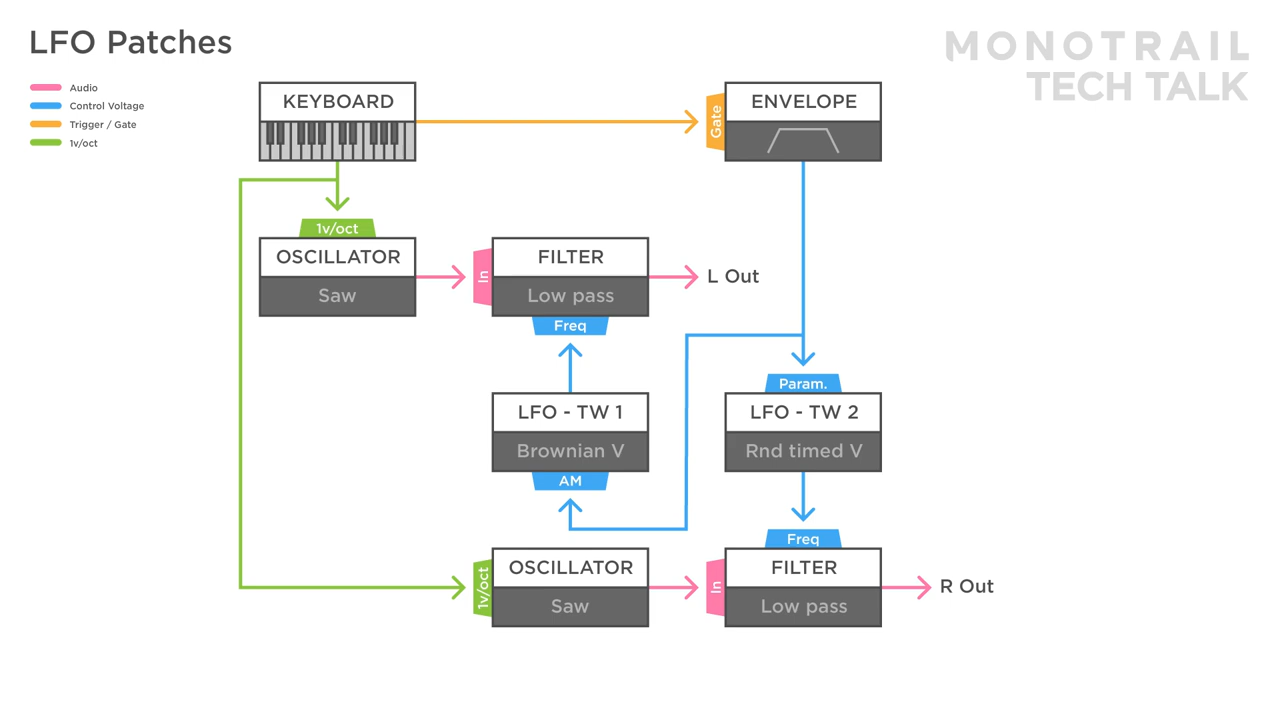 LFO Patches
MONOTRAIL
TECH TALK
Audio
Control Voltage
Trigger / Gate
1v/oct
KEYBOARD
Gate
ENVELOPE
1v/oct
OSCILLATOR
Saw
In
FILTER
Low pass
Freq
L Out
Param.
LFO - TW 1
Brownian V
AM
LFO - TW 2
Rnd timed V
Freq
1v/oct
OSCILLATOR
Saw
In
FILTER
Low pass
R Out